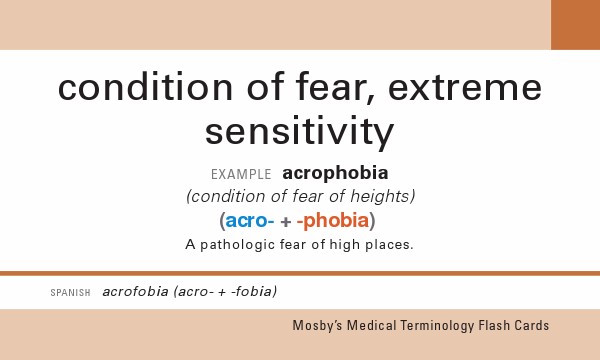 condition of fear, extreme
sensitivity
EXAMPLE acrophobia
(condition of fear of heights)
(acro- + -phobia)
A pathologic fear of high places.
SPANISH acrofobia (acro- + -fobia)
Mosby's Medical Terminology Flash Cards